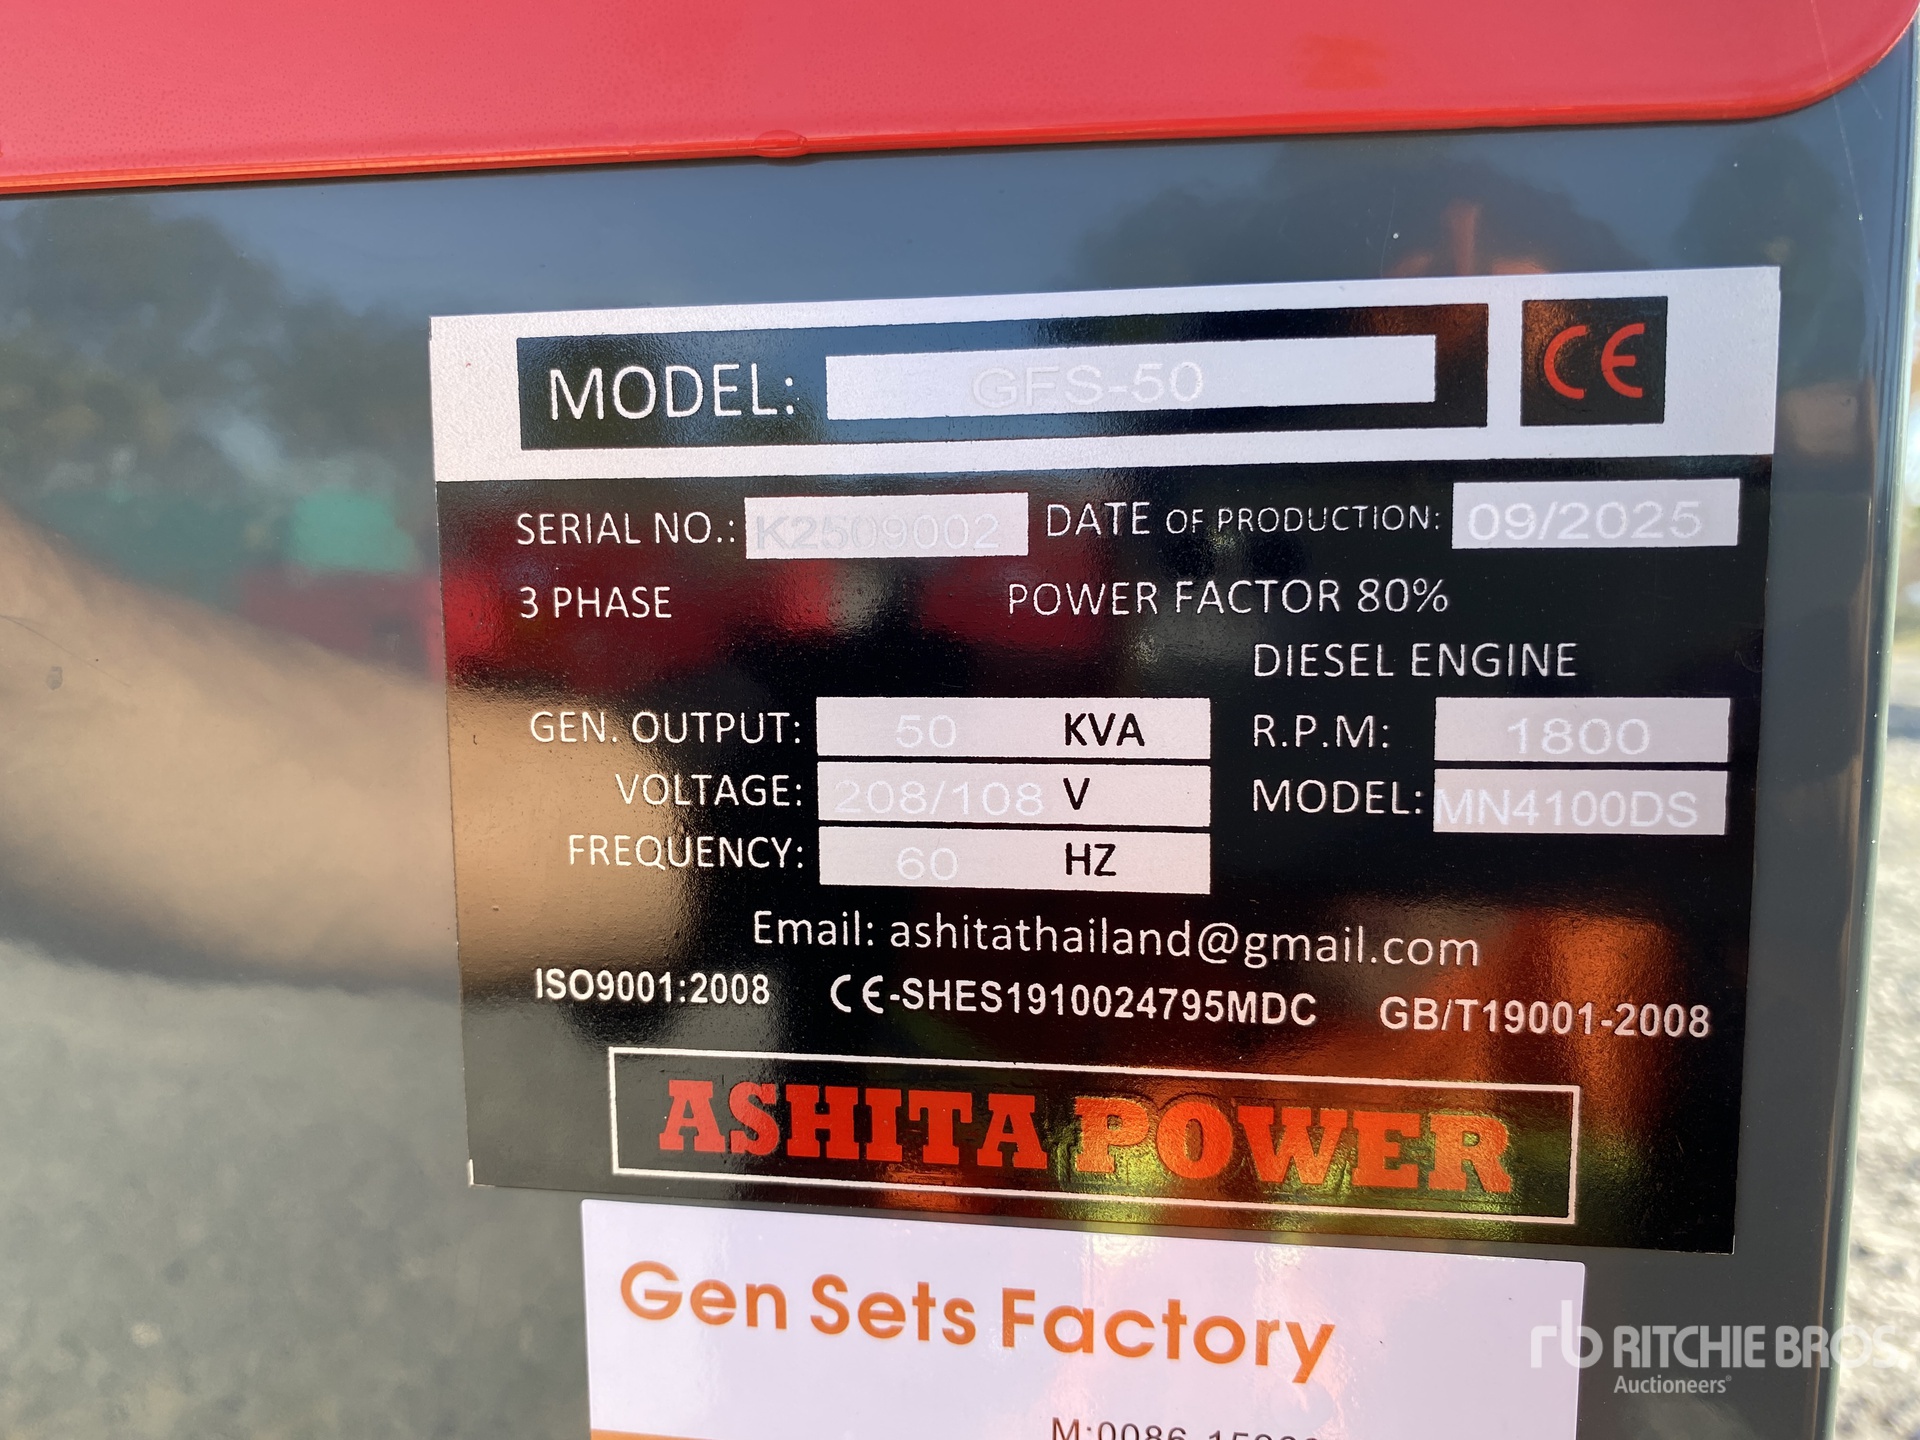 MODEL: GFS-50 CE
SERIAL NO.: K2509002 DATE OF PRODUCTION: 09/2025
3 PHASE POWER FACTOR 80%
DIESEL ENGINE
GEN. OUTPUT: 50 KVA R.P.M: 1800
VOLTAGE: 208/108 V MODEL: MN4100DS
FREQUENCY: 60 HZ
Email: ashitathailand@gmail.com
ISO9001:2008 CE-SHES1910024795MDC GB/T19001-2008
ASHITA POWER
Gen Sets Factory
rb RITCHIE BROS.
Auctioneers®